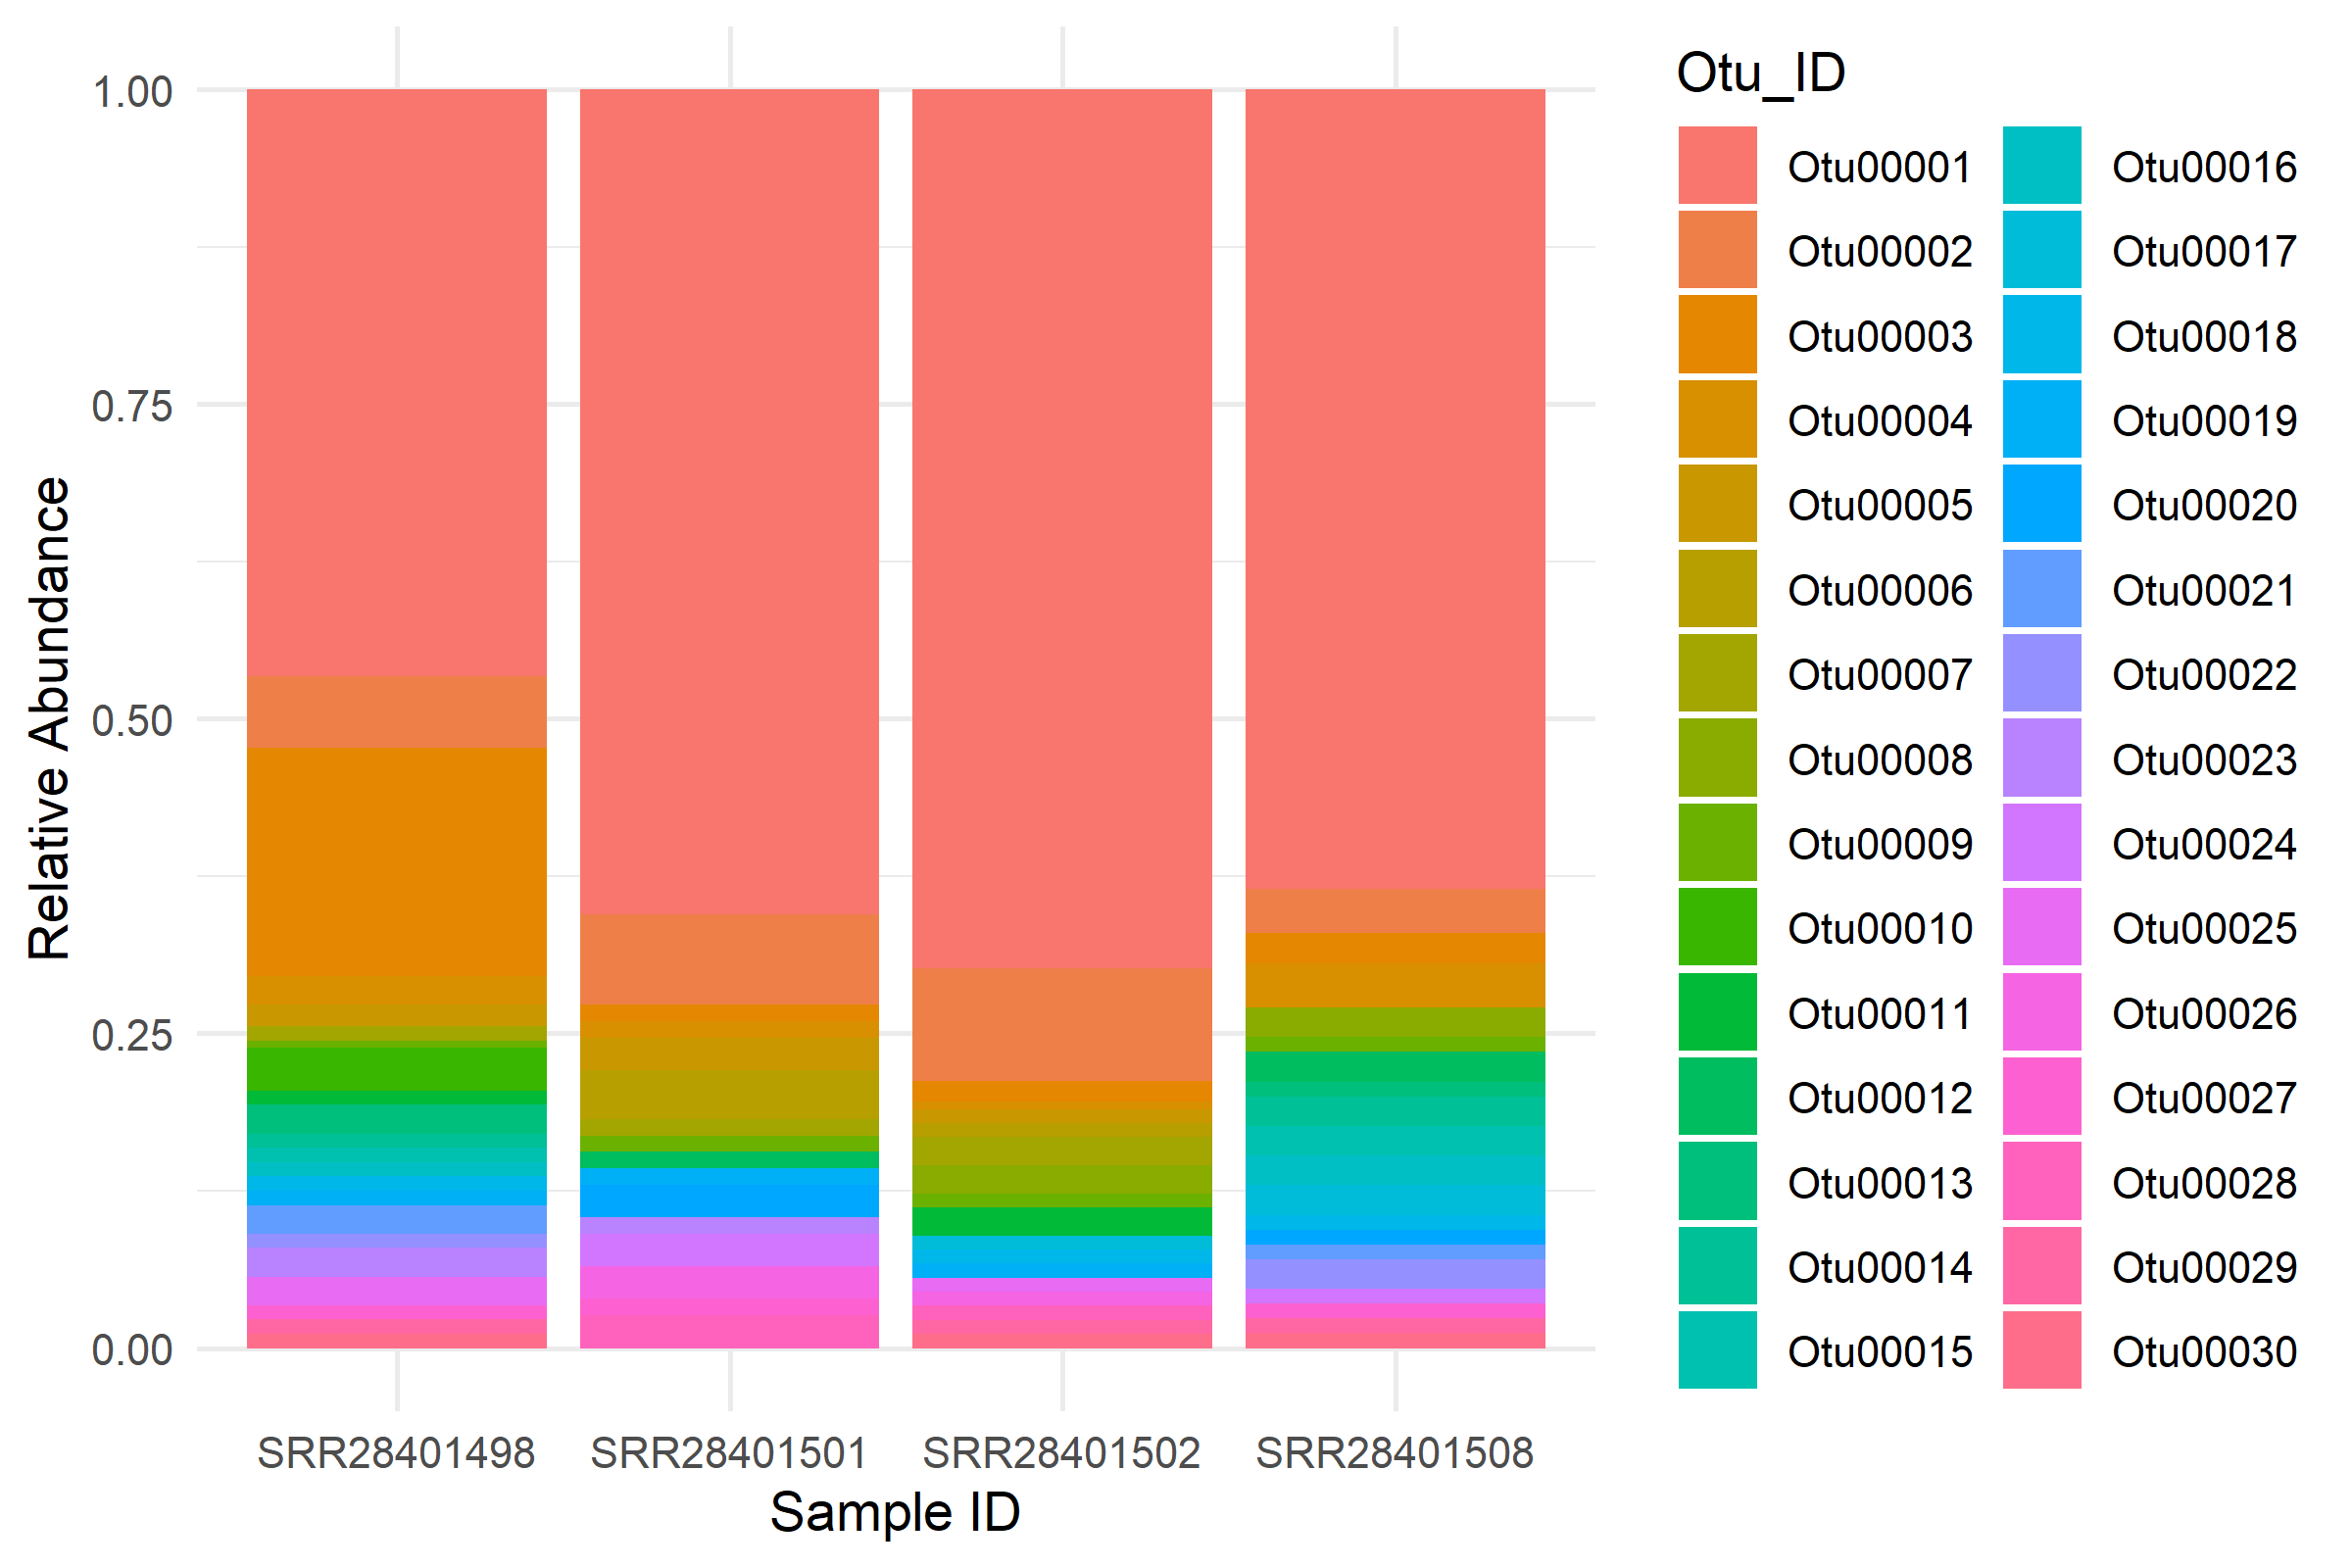 Otu_ID
Otu00001
Otu00002
Otu00003
Otu00004
Otu00005
Otu00006
Otu00007
Otu00008
Otu00009
Otu00010
Otu00011
Otu00012
Otu00013
Otu00014
Otu00015
Otu00016
Otu00017
Otu00018
Otu00019
Otu00020
Otu00021
Otu00022
Otu00023
Otu00024
Otu00025
Otu00026
Otu00027
Otu00028
Otu00029
Otu00030
Relative Abundance
1.00
0.75
0.50
0.25
0.00
SRR28401498 SRR28401501 SRR28401502 SRR28401508
Sample ID